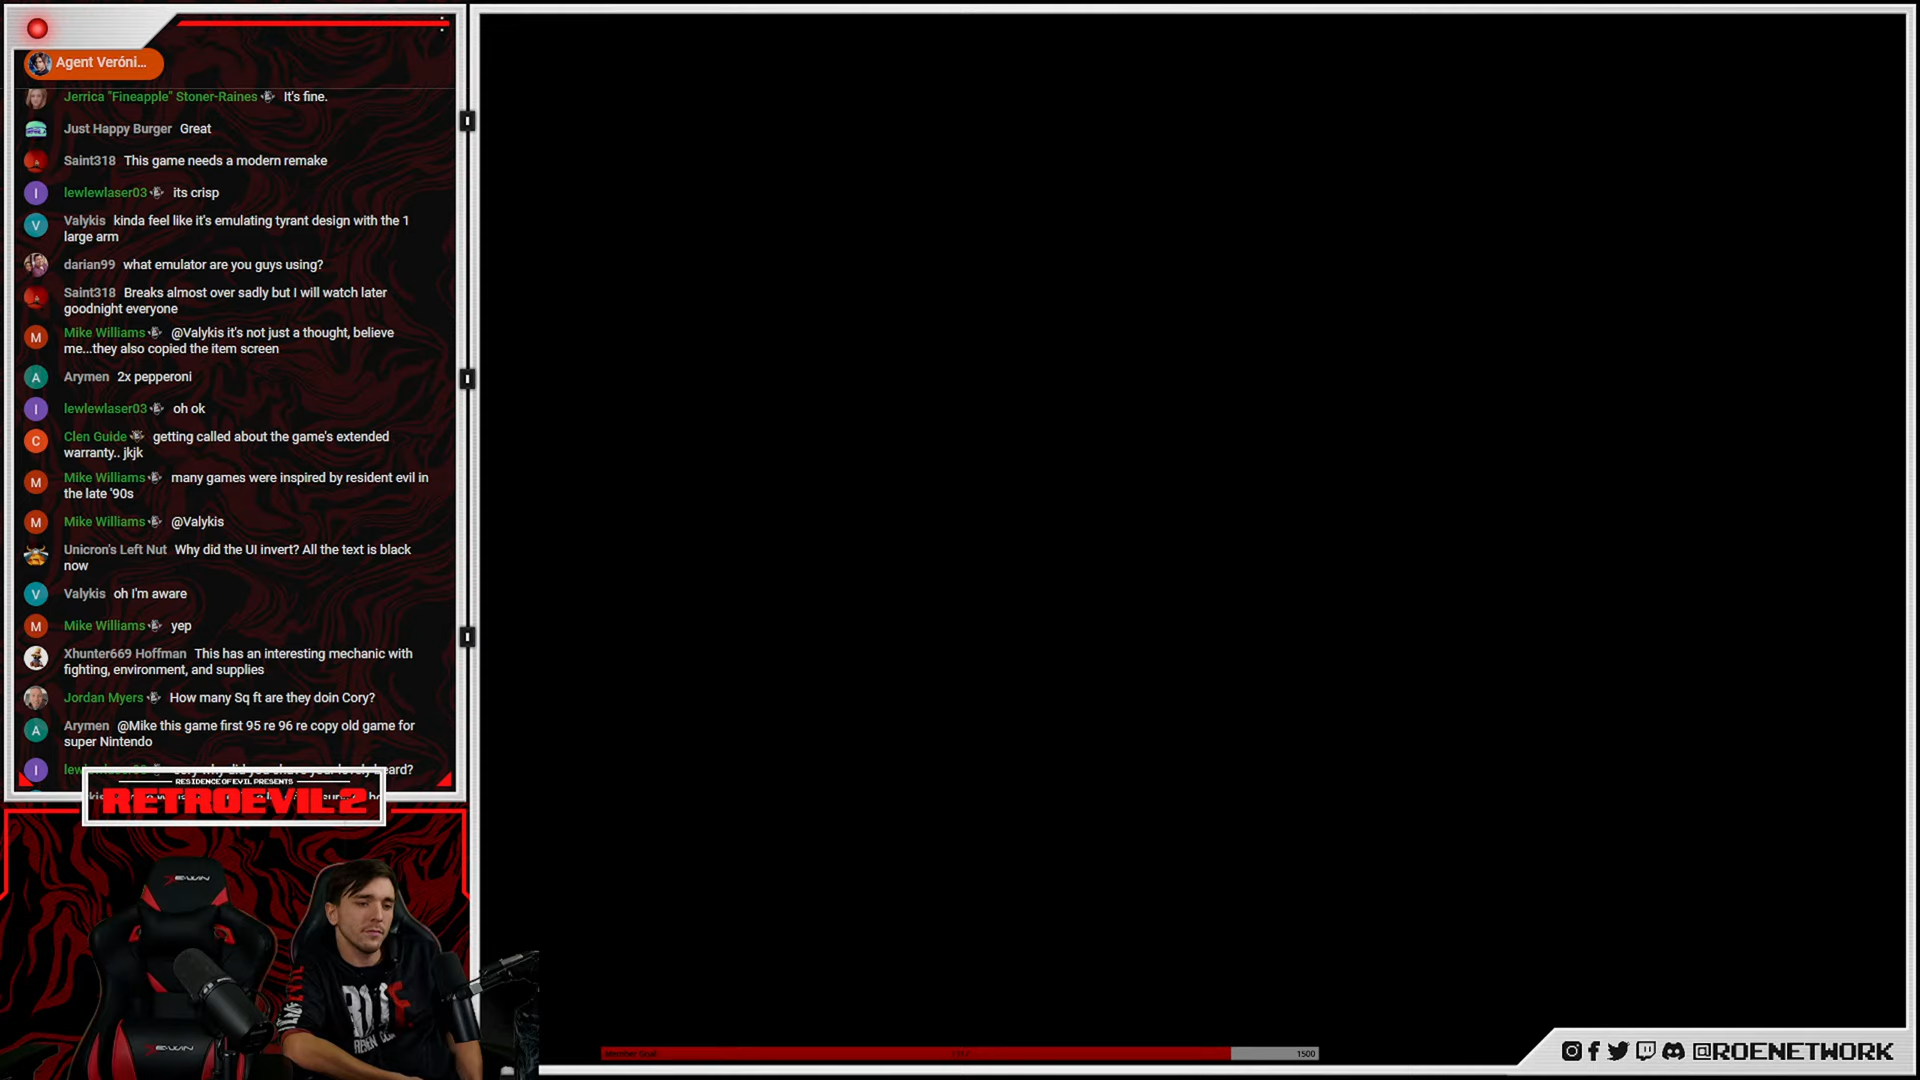 Agent Veróni...
Jerrica "Fineapple" Stoner-Raines It's fine.
Just Happy Burger Great
Saint318 This game needs a modern remake
lewlewlaser03 its crisp
Valykis kinda feel like it's emulating tyrant design with the 1
large arm
darian99 what emulator are you guys using?
Saint318 Breaks almost over sadly but I will watch later
goodnight everyone
Mike Williams @Valykis it's not just a thought, believe
me...they also copied the item screen
Arymen 2x pepperoni
lewlewlaser03 oh ok
Clen Guide getting called about the game's extended
warranty.. jkjk
Mike Williams many games were inspired by resident evil in
the late '90s
Mike Williams @Valykis
Unicron's Left Nut Why did the UI invert? All the text is black
now
Valykis oh I'm aware
Mike Williams yep
Xhunter669 Hoffman This has an interesting mechanic with
fighting, environment, and supplies
Jordan Myers How many Sq ft are they doin Cory?
Arymen @Mike this game first 95 re 96 re copy old game for
super Nintendo
RESIDENCE OF EVIL PRESENTS
RETROEVIL 2
Member Goal
1500
@ROENETWORK